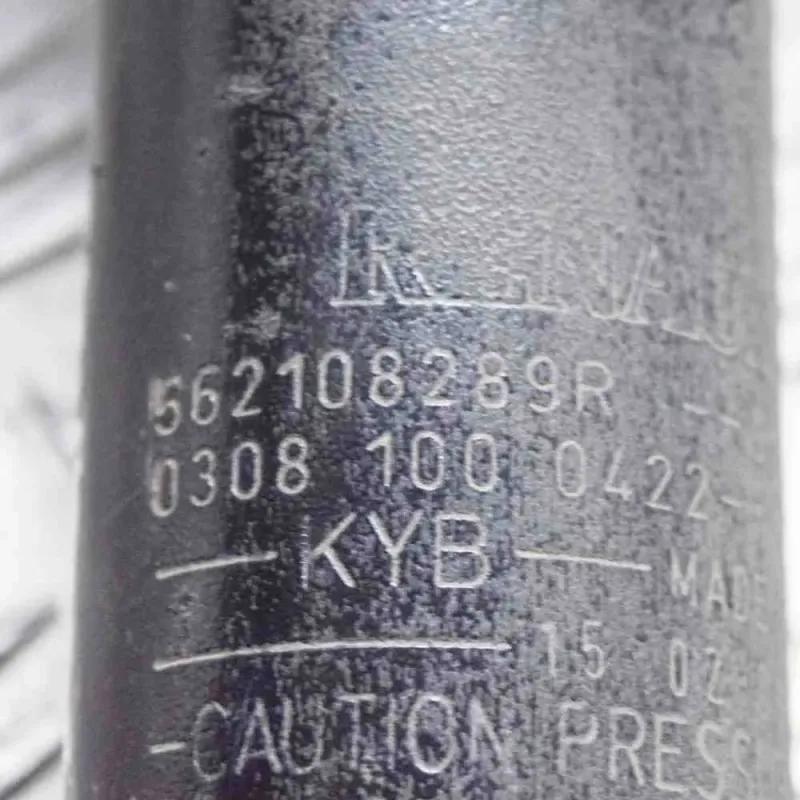 562108289R
0308 100 0422-
KYB
MADE
15 02
-CAUTION PRESS